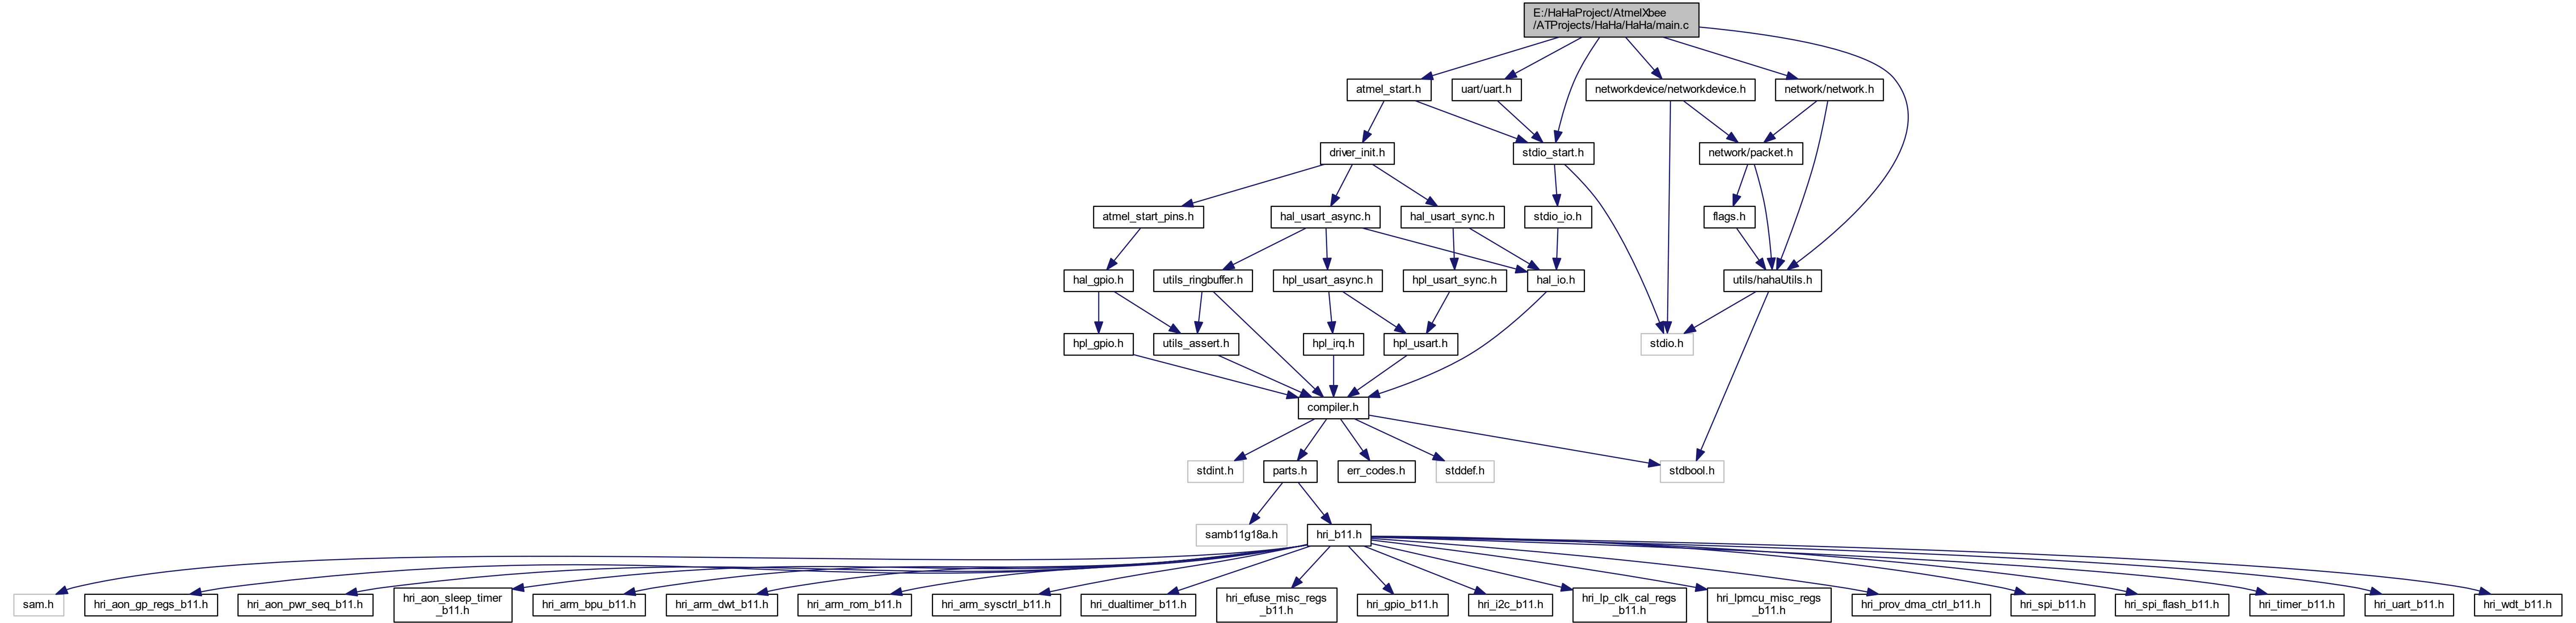 E:/HaHaProject/AtmelXbee
/ATProjects/HaHa/HaHa/main.c
atmel_start.h
uart/uart.h
networkdevice/networkdevice.h
network/network.h
driver_init.h
stdio_start.h
network/packet.h
atmel_start_pins.h
hal_usart_async.h
hal_usart_sync.h
stdio_io.h
flags.h
hal_gpio.h
utils_ringbuffer.h
hpl_usart_async.h
hpl_usart_sync.h
hal_io.h
utils/hahaUtils.h
hpl_gpio.h
utils_assert.h
hpl_irq.h
hpl_usart.h
stdio.h
compiler.h
stdint.h
parts.h
err_codes.h
stddef.h
stdbool.h
samb11g18a.h
hri_b11.h
sam.h
hri_aon_gp_regs_b11.h
hri_aon_pwr_seq_b11.h
hri_aon_sleep_timer
_b11.h
hri_arm_bpu_b11.h
hri_arm_dwt_b11.h
hri_arm_rom_b11.h
hri_arm_sysctrl_b11.h
hri_dualtimer_b11.h
hri_efuse_misc_regs
_b11.h
hri_gpio_b11.h
hri_i2c_b11.h
hri_lp_clk_cal_regs
_b11.h
hri_lpmcu_misc_regs
_b11.h
hri_prov_dma_ctrl_b11.h
hri_spi_b11.h
hri_spi_flash_b11.h
hri_timer_b11.h
hri_uart_b11.h
hri_wdt_b11.h